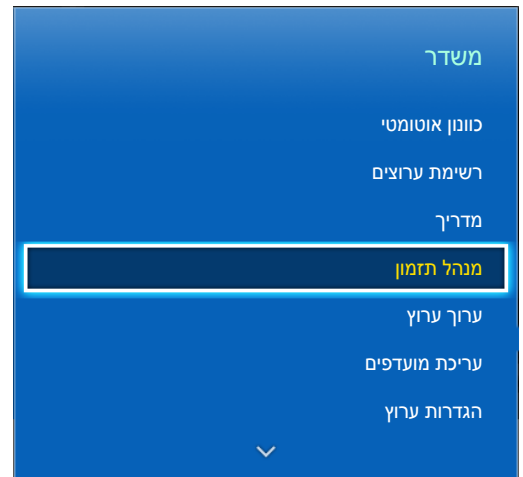 משדר
כוונון אוטומטי
רשימת ערוצים
מדריך
מנהל תזמון
ערוך ערוץ
עריכת מועדפים
הגדרות ערוץ